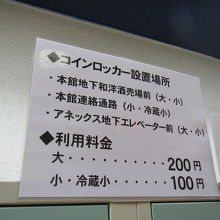 ◆コインロッカー設置場所
・本館地下和洋酒売場前（大・小）
・本館連絡通路（小・冷蔵小）
・アネックス地下エレベーター前（大・小）
◆利用料金
大・・・・・・・・・・200円
小・冷蔵小・・・・・100円